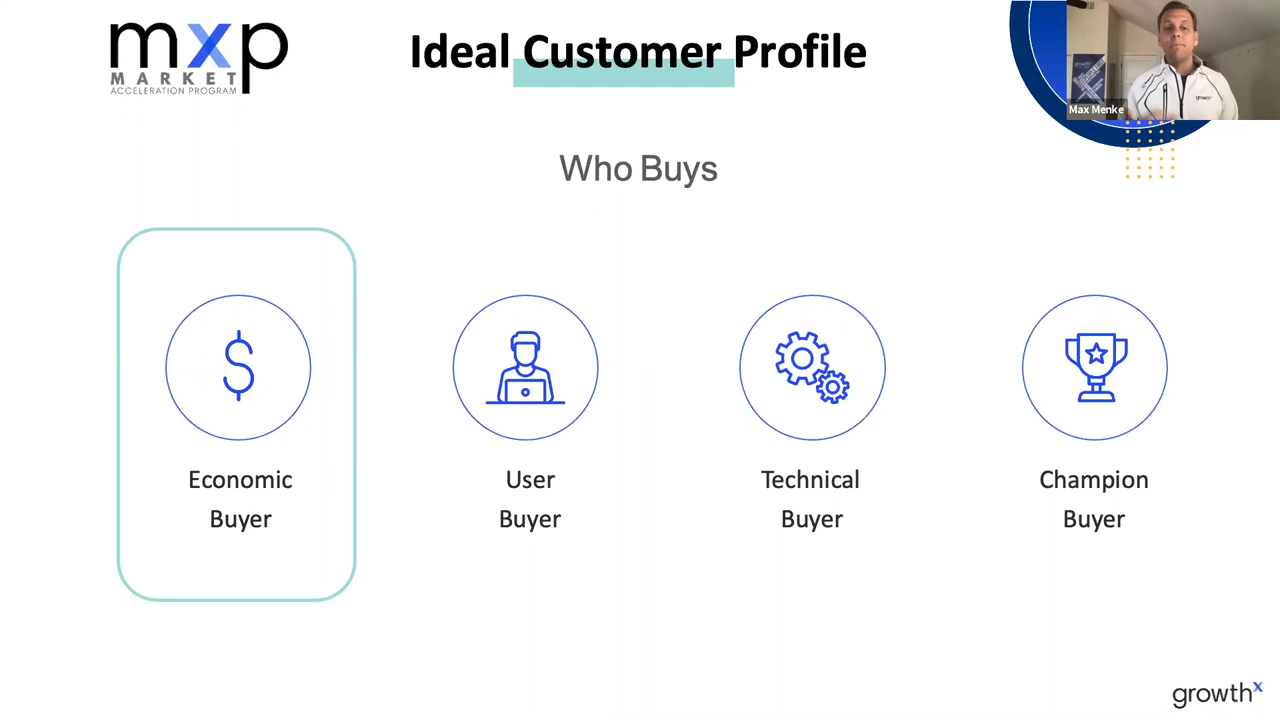 mxp
MARKET
ACCELERATION PROGRAM
Ideal Customer Profile
Max Menke
Who Buys
Economic
Buyer
User
Buyer
Technical
Buyer
Champion
Buyer
growthx